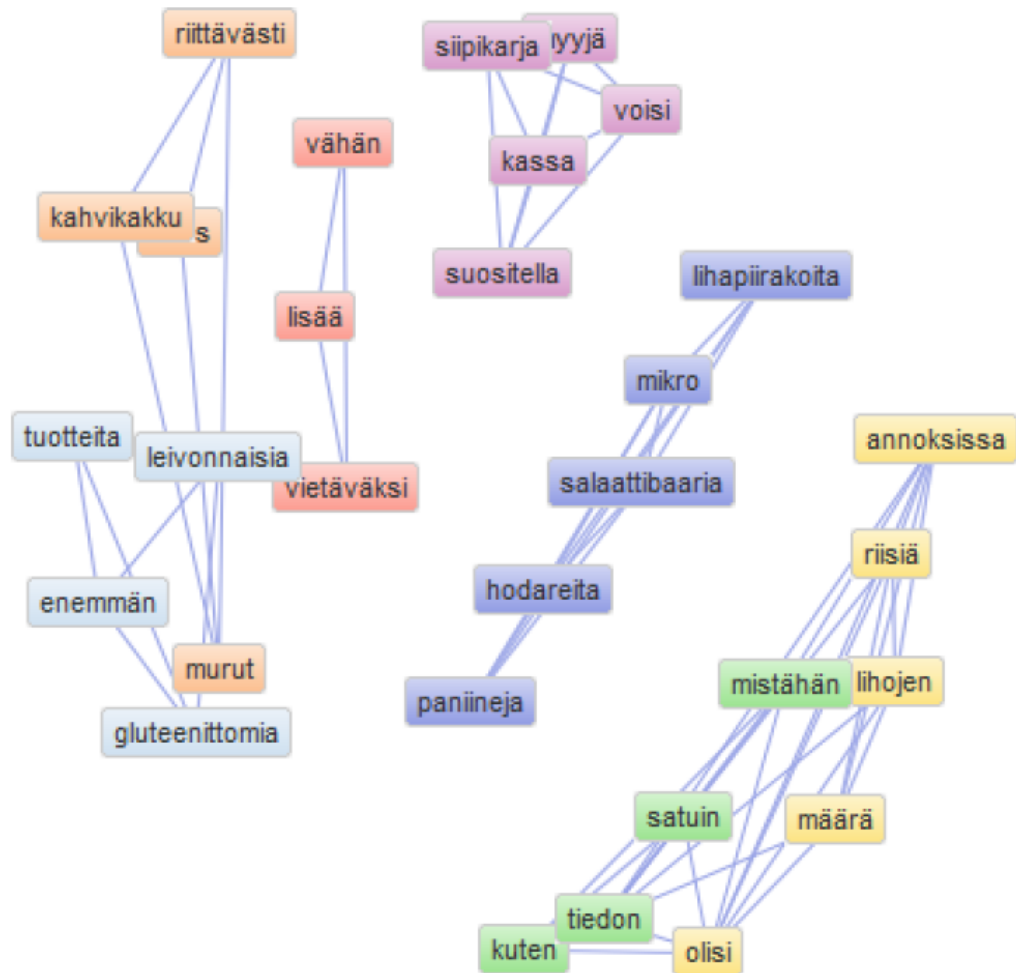 riittävästi
siipikarja
voisi
vähän
kassa
kahvikakku
suositella
lihapiirakoita
lisää
mikro
tuotteita
leivonnaisia
annoksissa
vietäväksi
salaattibaaria
riisiä
enemmän
hodareita
murut
mistähän
lihojen
paniineja
gluteenittomia
satuin
määrä
tiedon
kuten
olisi